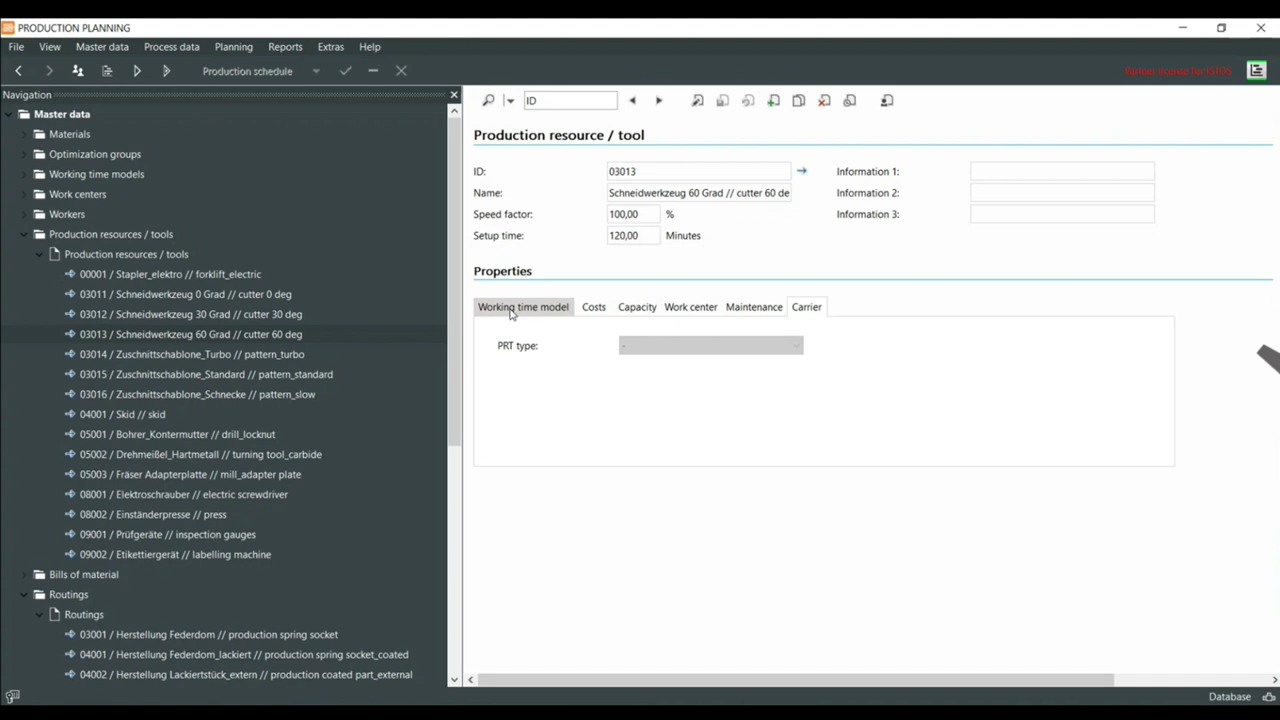 PRODUCTION PLANNING
File View Master data Process data Planning Reports Extras Help
Production schedule
Partner license for ISTOS
Navigation
Master data
Materials
Optimization groups
Working time models
Work centers
Workers
Production resources / tools
Production resources / tools
00001 / Stapler_elektro // forklift_electric
03011 / Schneidwerkzeug 0 Grad // cutter 0 deg
03012 / Schneidwerkzeug 30 Grad // cutter 30 deg
03013 / Schneidwerkzeug 60 Grad // cutter 60 deg
03014 / Zuschnittschablone_Turbo // pattern_turbo
03015 / Zuschnittschablone_Standard // pattern_standard
03016 / Zuschnittschablone_Schnecke // pattern_slow
04001 / Skid // skid
05001 / Bohrer_Kontermutter // drill_locknut
05002 / Drehmeißel_Hartmetall // turning tool_carbide
05003 / Fräser Adapterplatte // mill_adapter plate
08001 / Elektroschrauber // electric screwdriver
08002 / Einständerpresse // press
09001 / Prüfgeräte // inspection gauges
09002 / Etikettiergerät // labelling machine
Bills of material
Routings
Routings
03001 / Herstellung Federdom // production spring socket
04001 / Herstellung Federdom_lackiert // production spring socket_coated
04002 / Herstellung Lackiertstück_extern // production coated part_external
ID
Production resource / tool
ID: 03013 Information 1:
Name: Schneidwerkzeug 60 Grad // cutter 60 de Information 2:
Speed factor: 100,00 % Information 3:
Setup time: 120,00 Minutes
Properties
Working time model Costs Capacity Work center Maintenance Carrier
PRT type: -
Database